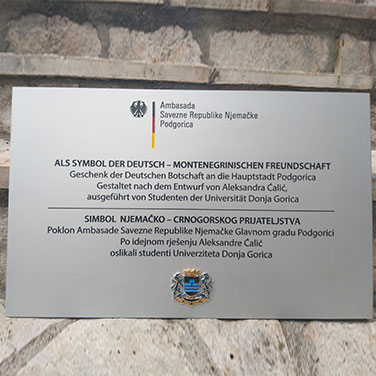 Ambasada
Savezne Republike Njemačke
Podgorica
ALS SYMBOL DER DEUTSCH – MONTENEGRINISCHEN FREUNDSCHAFT
Geschenk der Deutschen Botschaft an die Hauptstadt Podgorica
Gestaltet nach dem Entwurf von Aleksandra Ćalić,
ausgeführt von Studenten der Universität Donja Gorica
SIMBOL NJEMAČKO – CRNOGORSKOG PRIJATELJSTVA
Poklon Ambasade Savezne Republike Njemačke Glavnom gradu Podgorici
Po idejnom rješenju Aleksandre Ćalić
oslikali studenti Univerziteta Donja Gorica